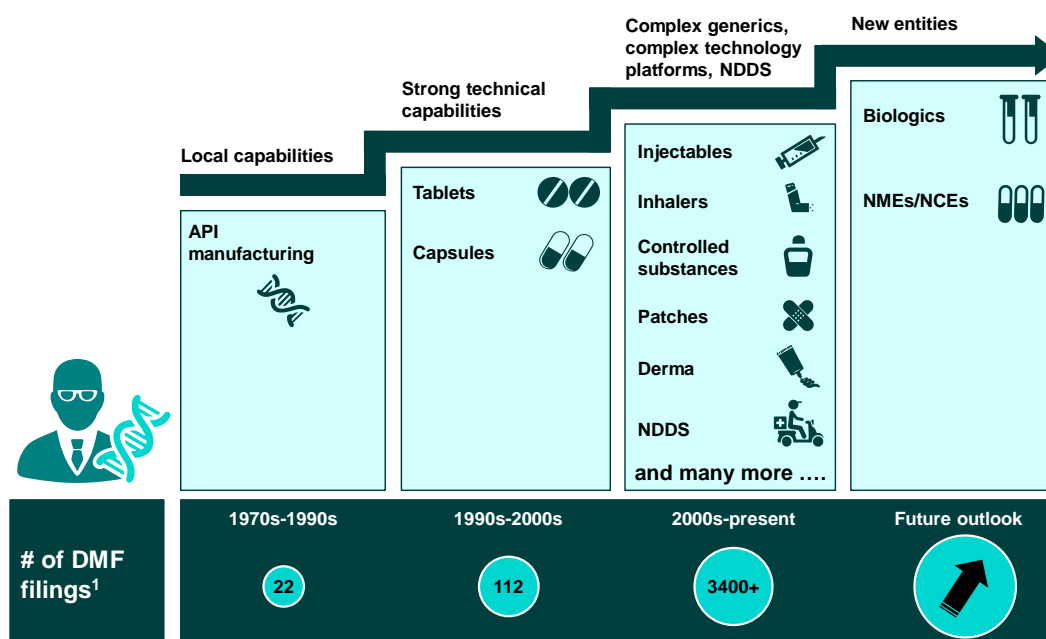 Local capabilities
API
manufacturing
Strong technical
capabilities
Tablets
Capsules
Complex generics,
complex technology
platforms, NDDS
Injectables
Inhalers
Controlled
substances
Patches
Derma
NDDS
and many more ….
New entities
Biologics
NMEs/NCEs
# of DMF
filings¹
1970s-1990s
1990s-2000s
2000s-present
Future outlook
22
112
3400+